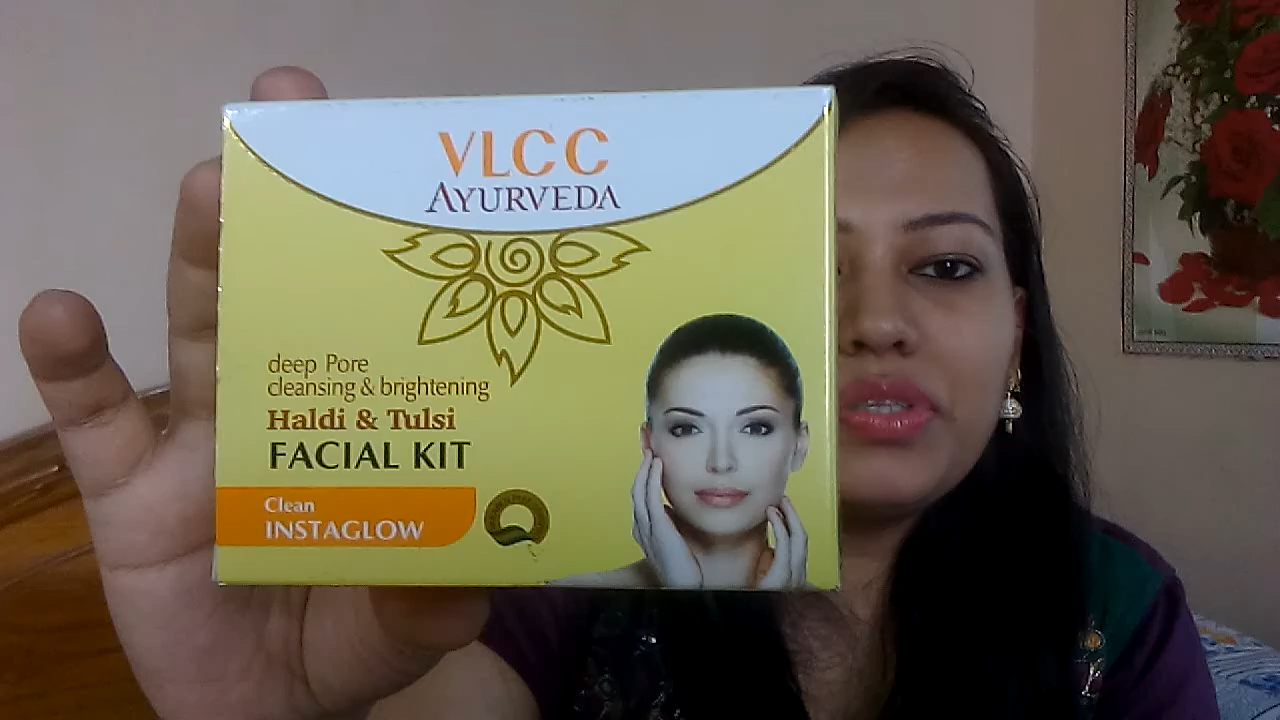 VLCC
AYURVEDA
deep Pore
cleansing & brightening
Haldi & Tulsi
FACIAL KIT
Clean
INSTAGLOW